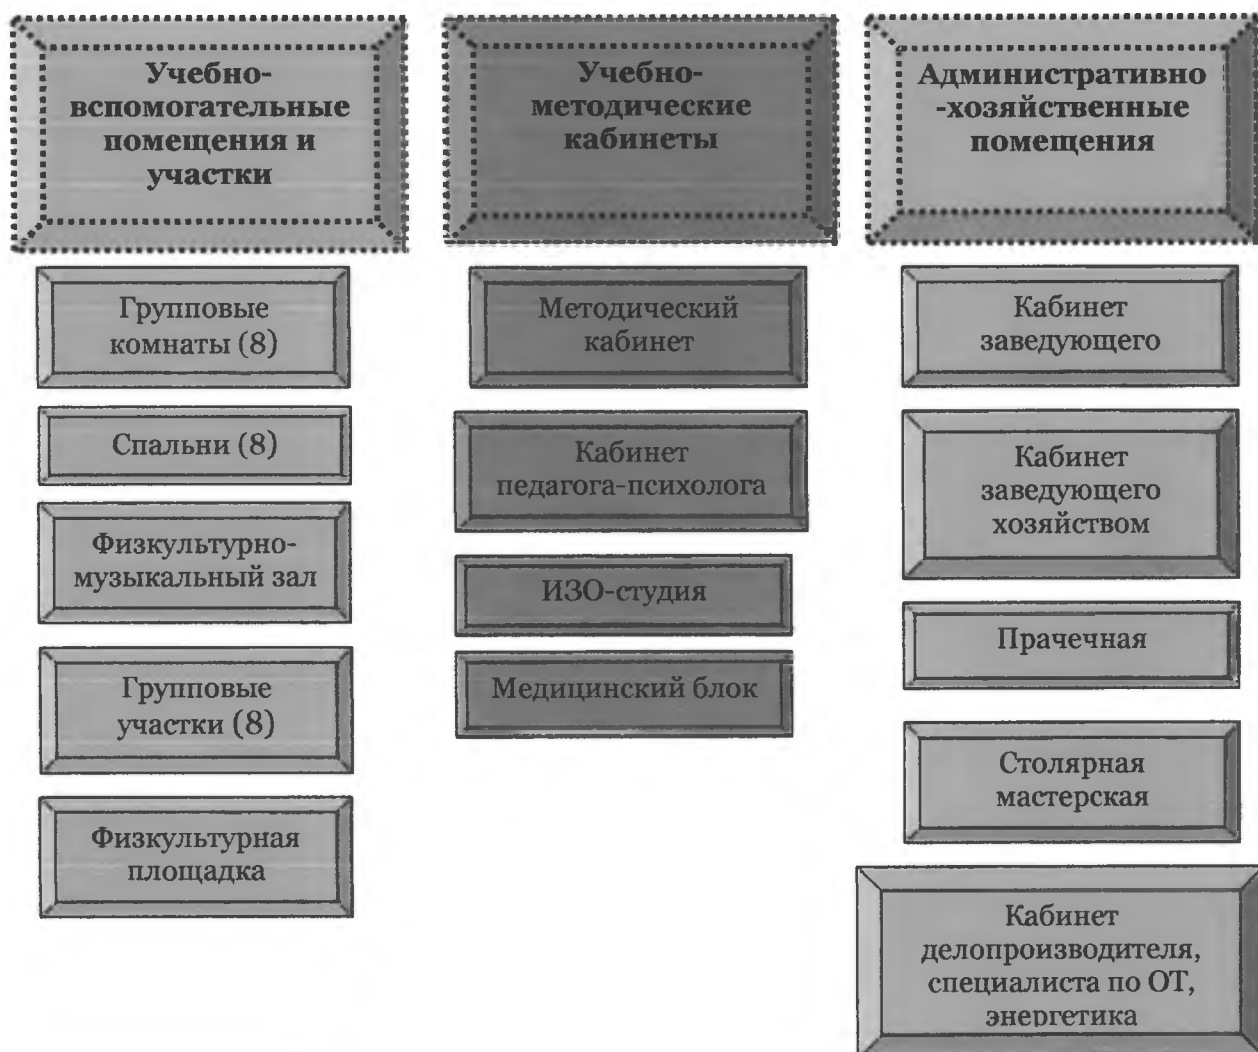 Учебно-
вспомогательные
помещения и
участки
Групповые
комнаты (8)
Спальни (8)
Физкультурно-
музыкальный зал
Групповые
участки (8)
Физкультурная
площадка
Учебно-
методические
кабинеты
Методический
кабинет
Кабинет
педагога-психолога
ИЗО-студия
Медицинский блок
Административно
-хозяйственные
помещения
Кабинет
заведующего
Кабинет
заведующего
хозяйством
Прачечная
Столярная
мастерская
Кабинет
делопроизводителя,
специалиста по ОТ,
энергетика